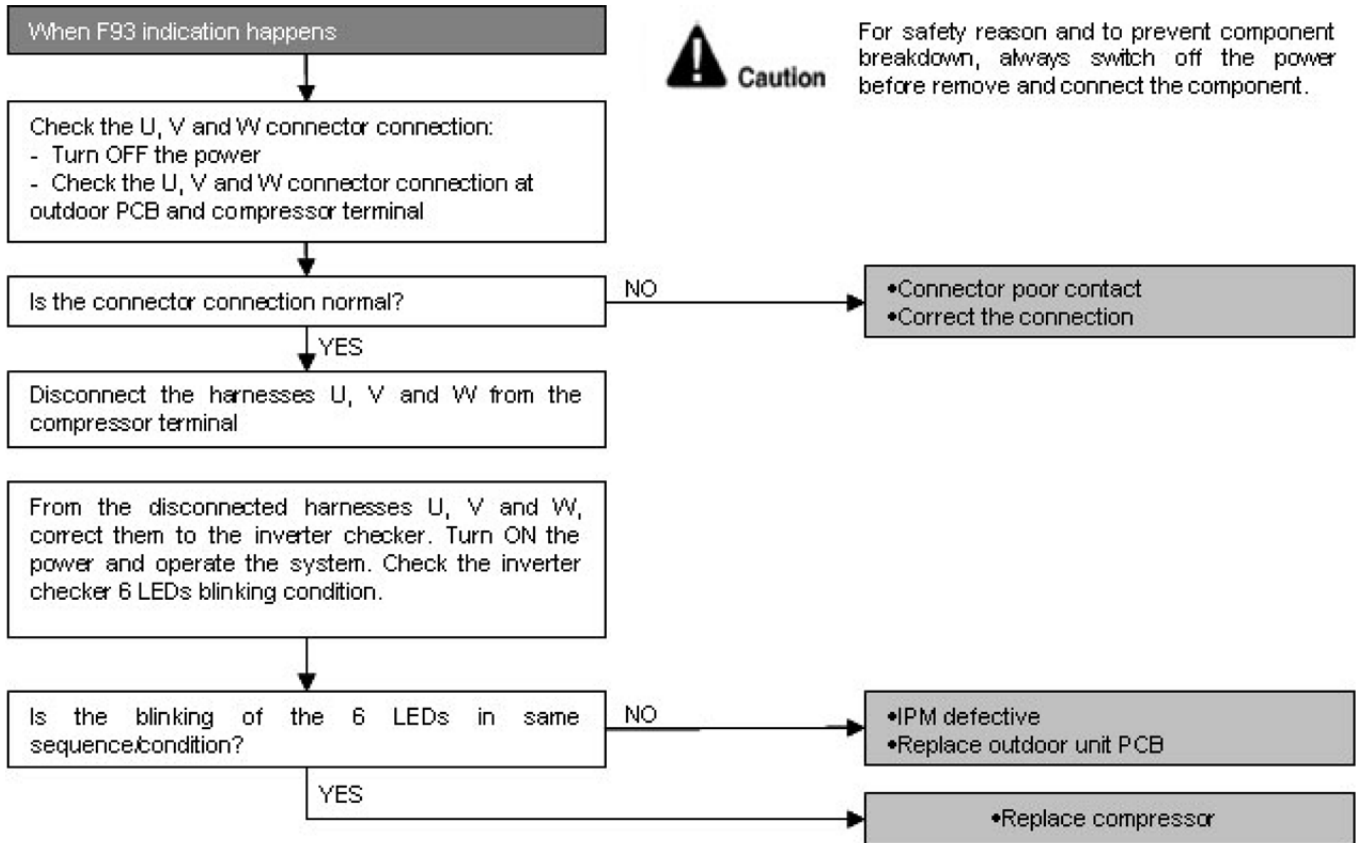 When F93 indication happens
Caution
For safety reason and to prevent component
breakdown, always switch off the power
before remove and connect the component.
Check the U, V and W connector connection:
- Turn OFF the power
- Check the U, V and W connector connection at
outdoor PCB and compressor terminal
Is the connector connection normal?
NO
•Connector poor contact
•Correct the connection
YES
Disconnect the harnesses U, V and W from the
compressor terminal
From the disconnected harnesses U, V and W,
correct them to the inverter checker. Turn ON the
power and operate the system. Check the inverter
checker 6 LEDs blinking condition.
Is the blinking of the 6 LEDs in same
sequence/condition?
NO
•IPM defective
•Replace outdoor unit PCB
YES
•Replace compressor